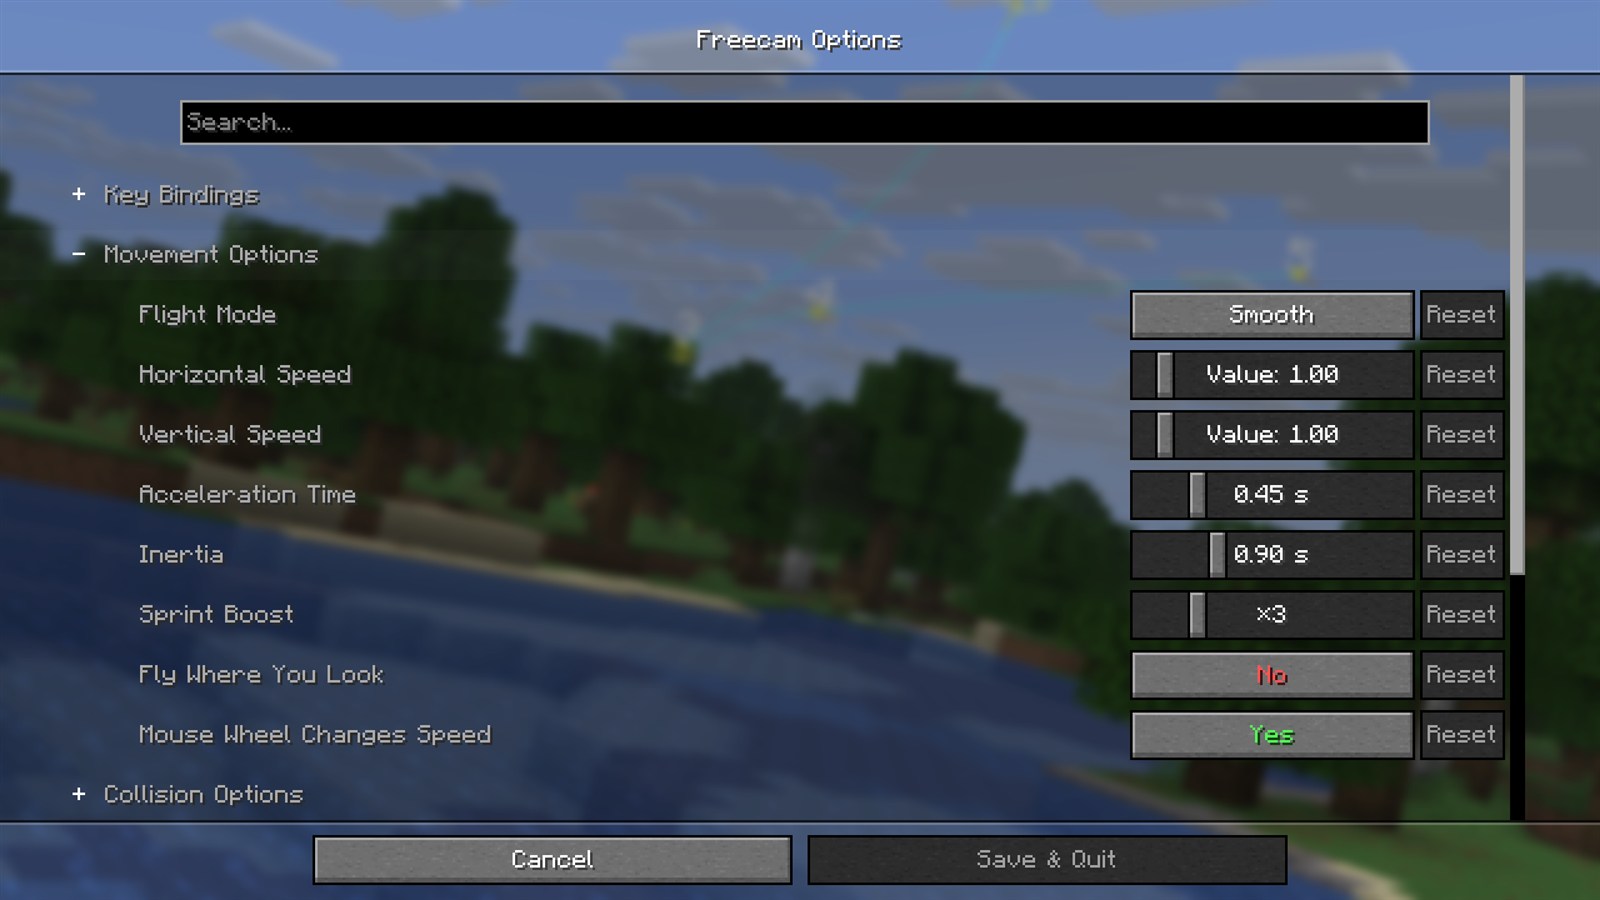 Freecam Options
Search...
+ Key Bindings
- Movement Options
Flight Mode Smooth Reset
Horizontal Speed Value: 1.00 Reset
Vertical Speed Value: 1.00 Reset
Acceleration Time 0.45 s Reset
Inertia 0.90 s Reset
Sprint Boost ×3 Reset
Fly Where You Look No Reset
Mouse Wheel Changes Speed Yes Reset
+ Collision Options
Cancel Save & Quit